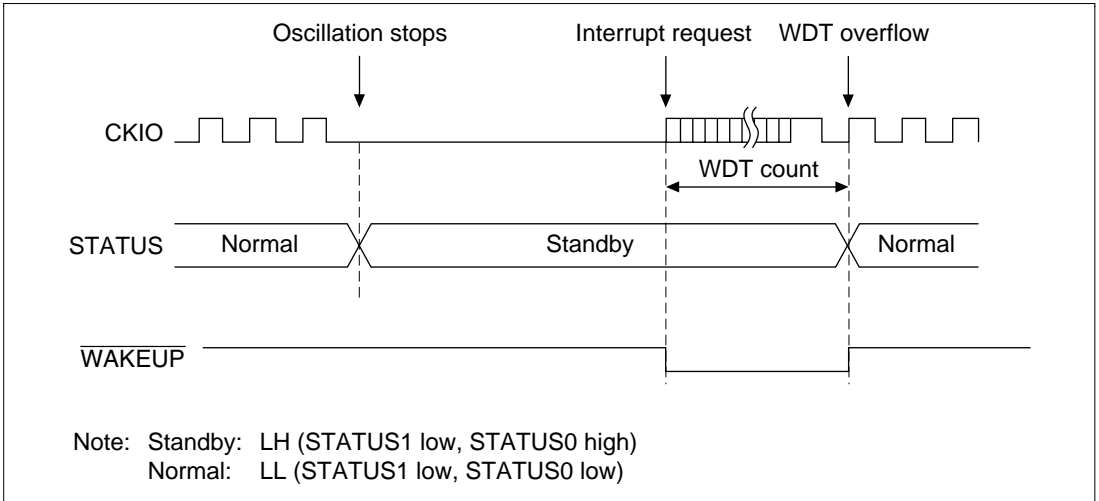 Oscillation stops Interrupt request WDT overflow
CKIO
WDT count
STATUS Normal Standby Normal
WAKEUP
Note: Standby: LH (STATUS1 low, STATUS0 high)
Normal: LL (STATUS1 low, STATUS0 low)